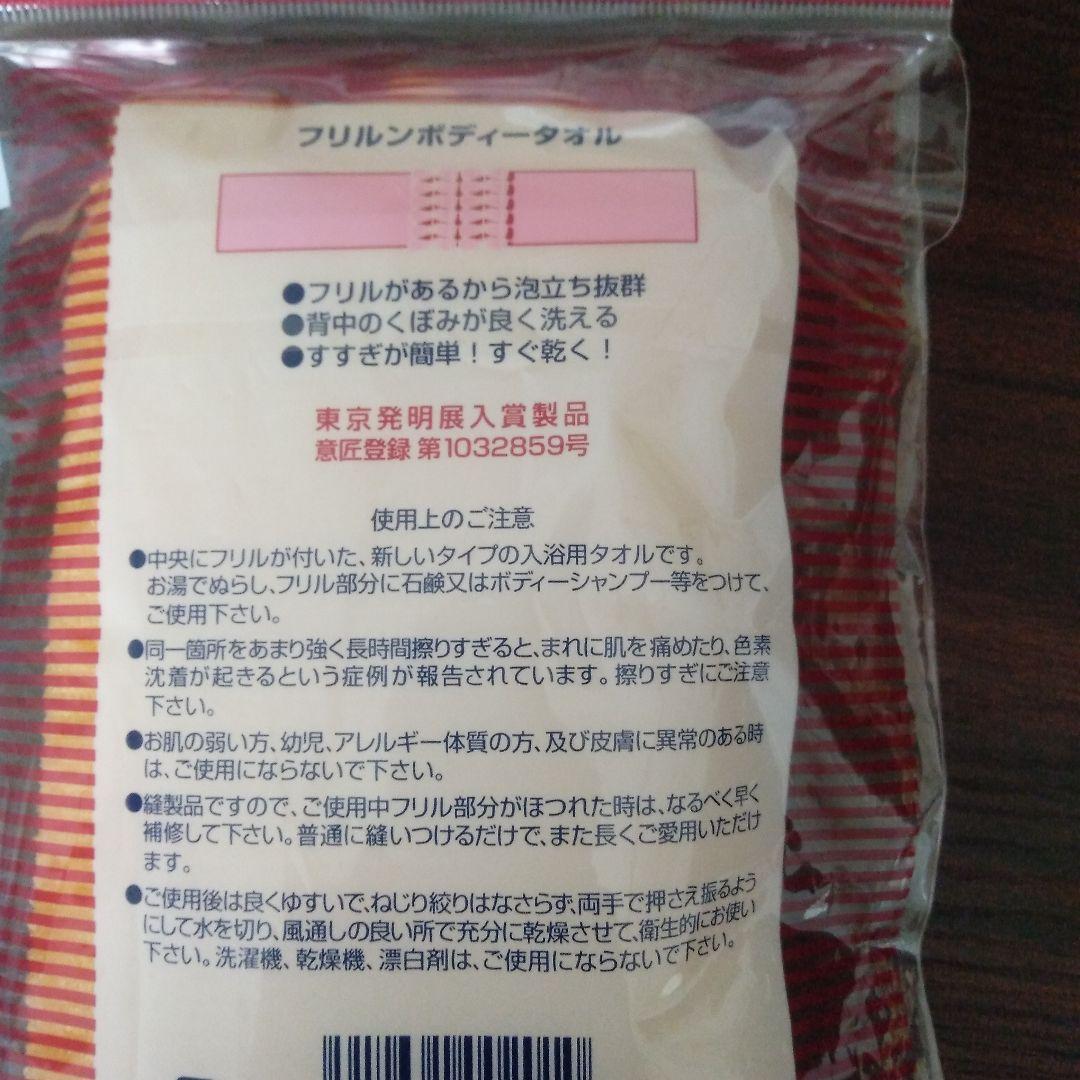 フリルンボディータオル
●フリルがあるから泡立ち抜群
●背中のくぼみが良く洗える
●すすぎが簡単！すぐ乾く！
東京発明展入賞製品
意匠登録 第1032859号
使用上のご注意
●中央にフリルが付いた、新しいタイプの入浴用タオルです。
お湯でぬらし、フリル部分に石鹸又はボディーシャンプー等をつけて、
ご使用下さい。
●同一箇所をあまり強く長時間擦りすぎると、まれに肌を痛めたり、色素
沈着が起きるという症例が報告されています。擦りすぎにご注意
下さい。
●お肌の弱い方、幼児、アレルギー体質の方、及び皮膚に異常のある時
は、ご使用にならないで下さい。
●縫製品ですので、ご使用中フリル部分がほつれた時は、なるべく早く
補修して下さい。普通に縫いつけるだけで、また長くご愛用いただけ
ます。
●ご使用後は良くゆすいで、ねじり絞りはなさらず、両手で押さえ振るよう
にして水を切り、風通しの良い所で充分に乾燥させて、衛生的にお使い
下さい。洗濯機、乾燥機、漂白剤は、ご使用にならないで下さい。